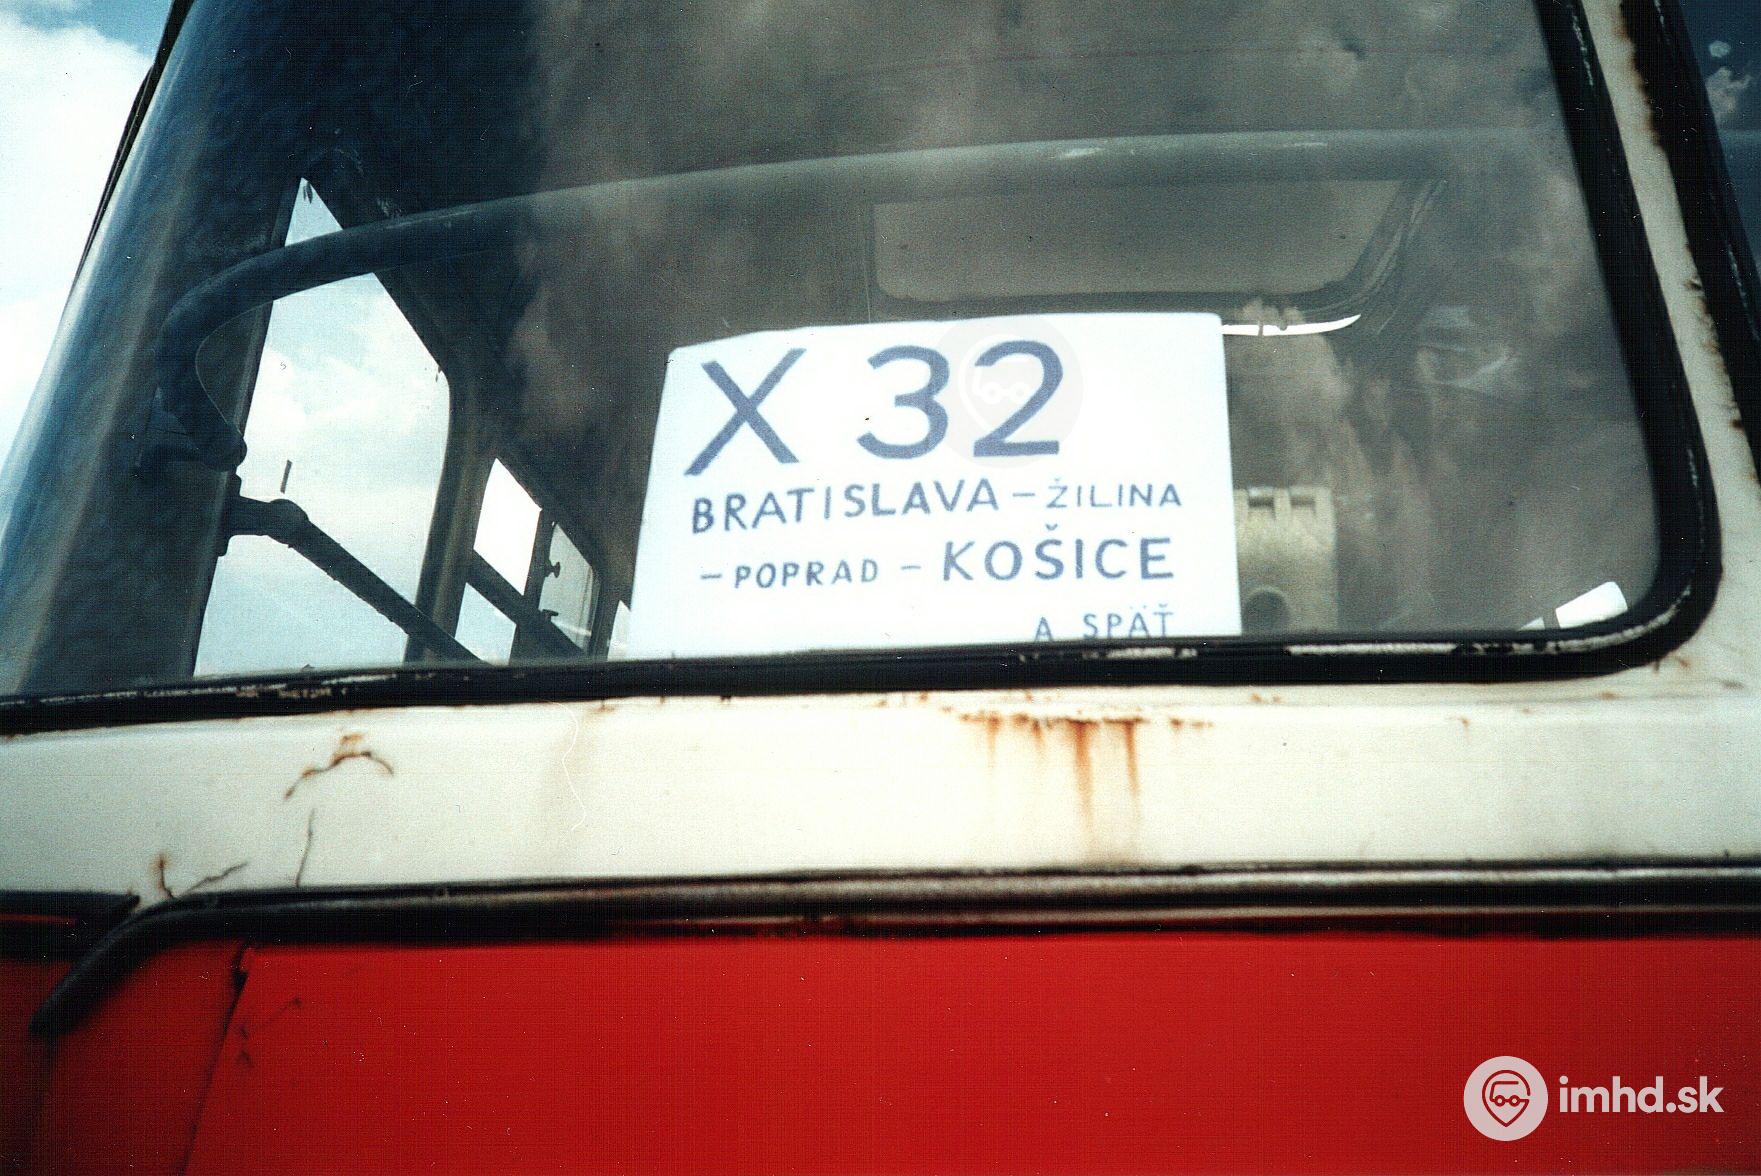 X 32
BRATISLAVA – ŽILINA
– POPRAD – KOŠICE
A SPÄŤ
imhd.sk